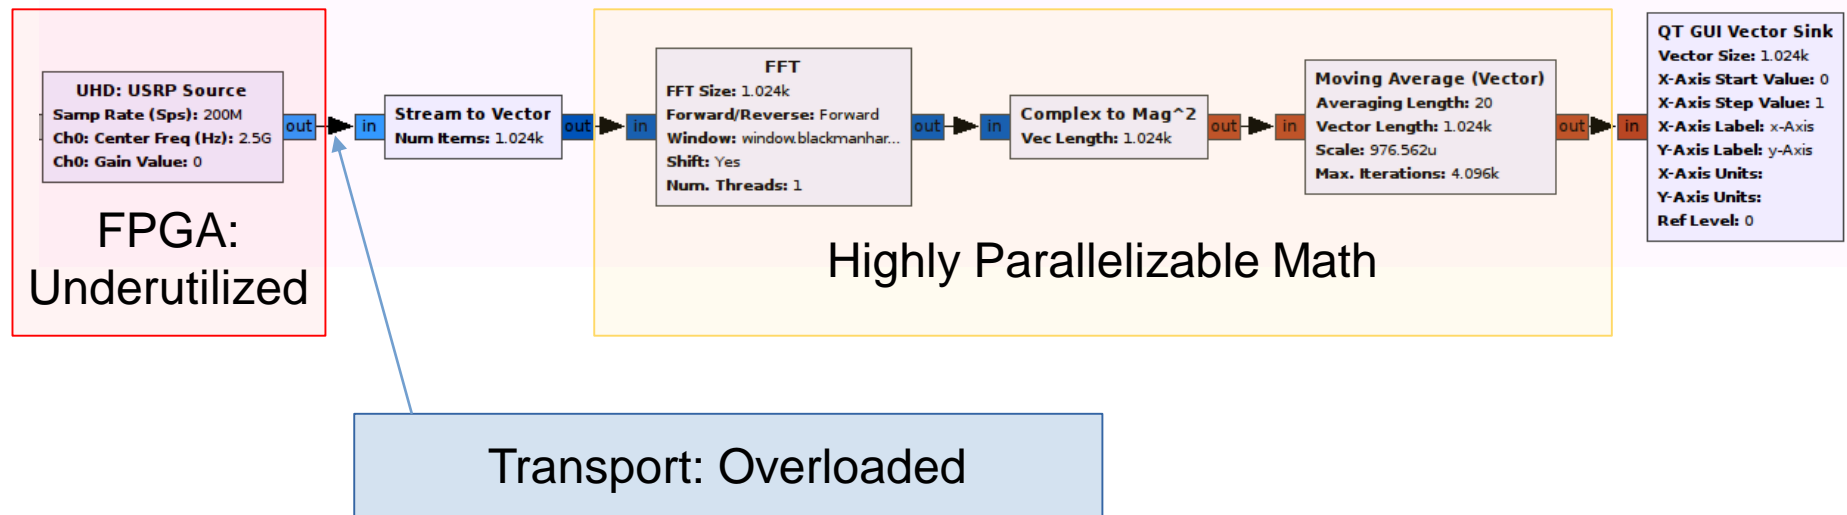 UHD: USRP Source
Samp Rate (Sps): 200M
Ch0: Center Freq (Hz): 2.5G
Ch0: Gain Value: 0
out
FPGA:
Underutilized
in
Stream to Vector
Num Items: 1.024k
out
in
FFT
FFT Size: 1.024k
Forward/Reverse: Forward
Window: window.blackmanhar...
Shift: Yes
Num. Threads: 1
out
in
Complex to Mag^2
Vec Length: 1.024k
out
in
Moving Average (Vector)
Averaging Length: 20
Vector Length: 1.024k
Scale: 976.562u
Max. Iterations: 4.096k
out
Highly Parallelizable Math
in
QT GUI Vector Sink
Vector Size: 1.024k
X-Axis Start Value: 0
X-Axis Step Value: 1
X-Axis Label: x-Axis
Y-Axis Label: y-Axis
X-Axis Units:
Y-Axis Units:
Ref Level: 0
Transport: Overloaded